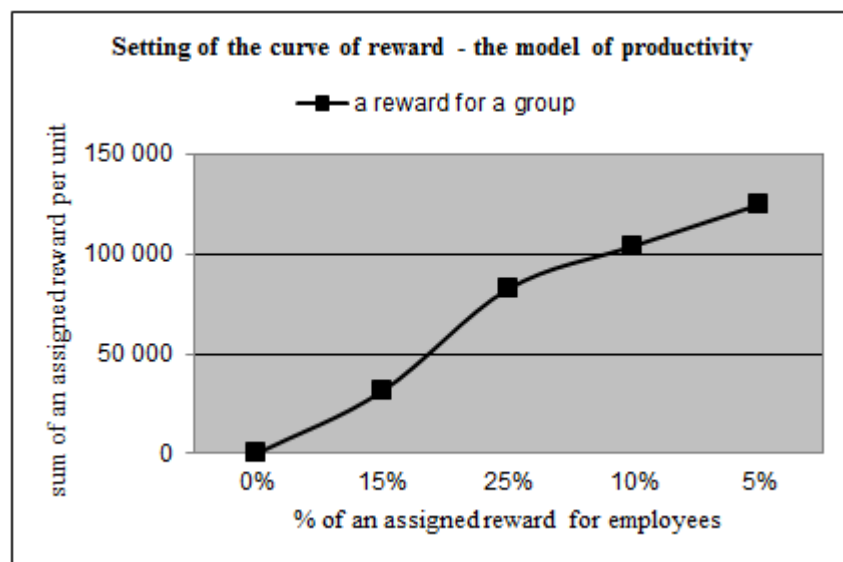 Setting of the curve of reward - the model of productivity
a reward for a group
sum of an assigned reward per unit
150 000
100 000
50 000
0
0% 15% 25% 10% 5%
% of an assigned reward for employees